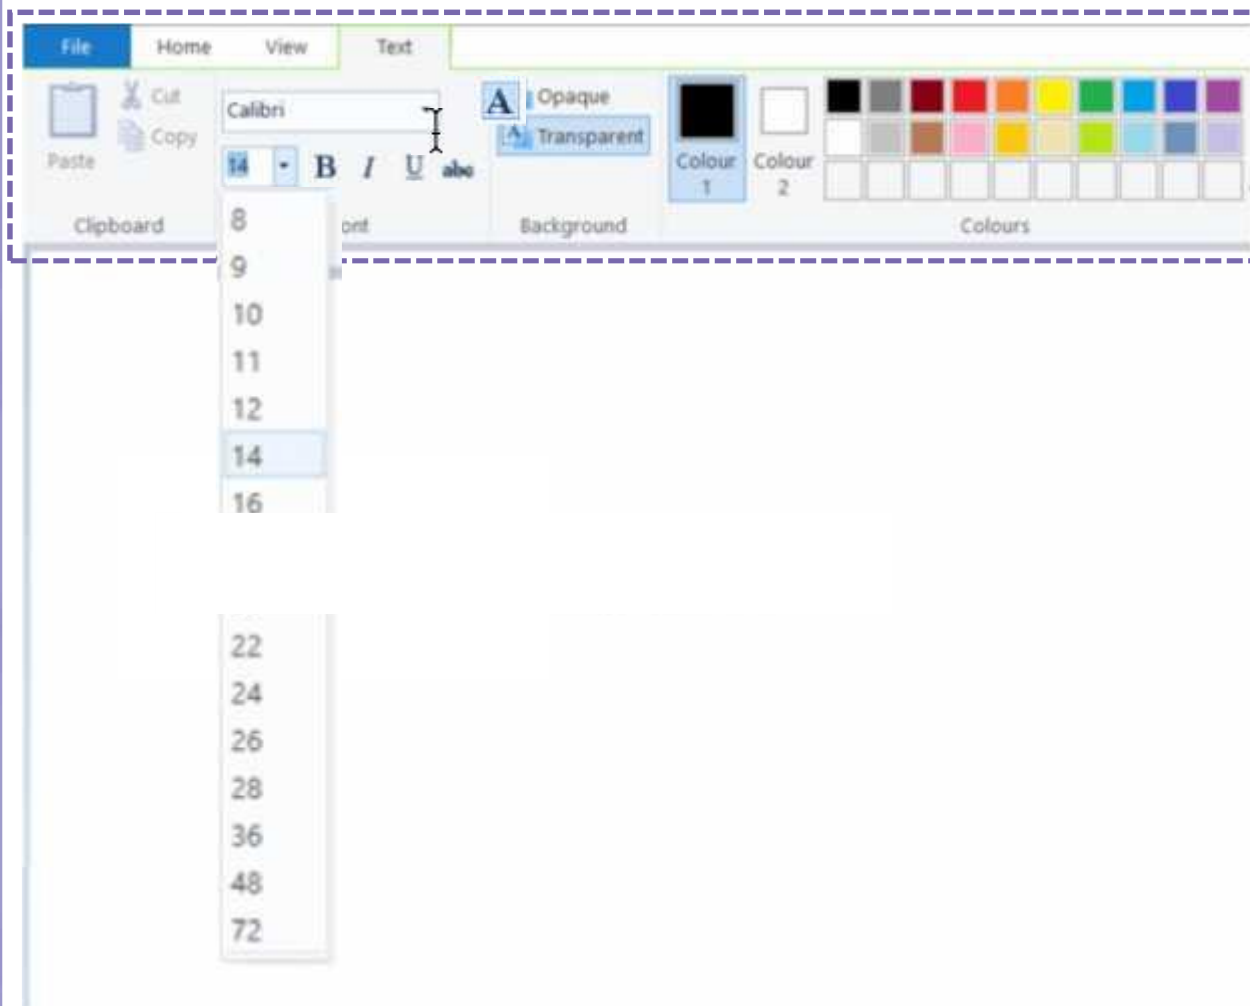 File Home View Text
Cut
Calibri
A Opaque
Copy
A Transparent
Paste
14 B I U abc
Colour 1
Colour 2
Clipboard
ont
Background
Colours
8
9
10
11
12
14
16
22
24
26
28
36
48
72